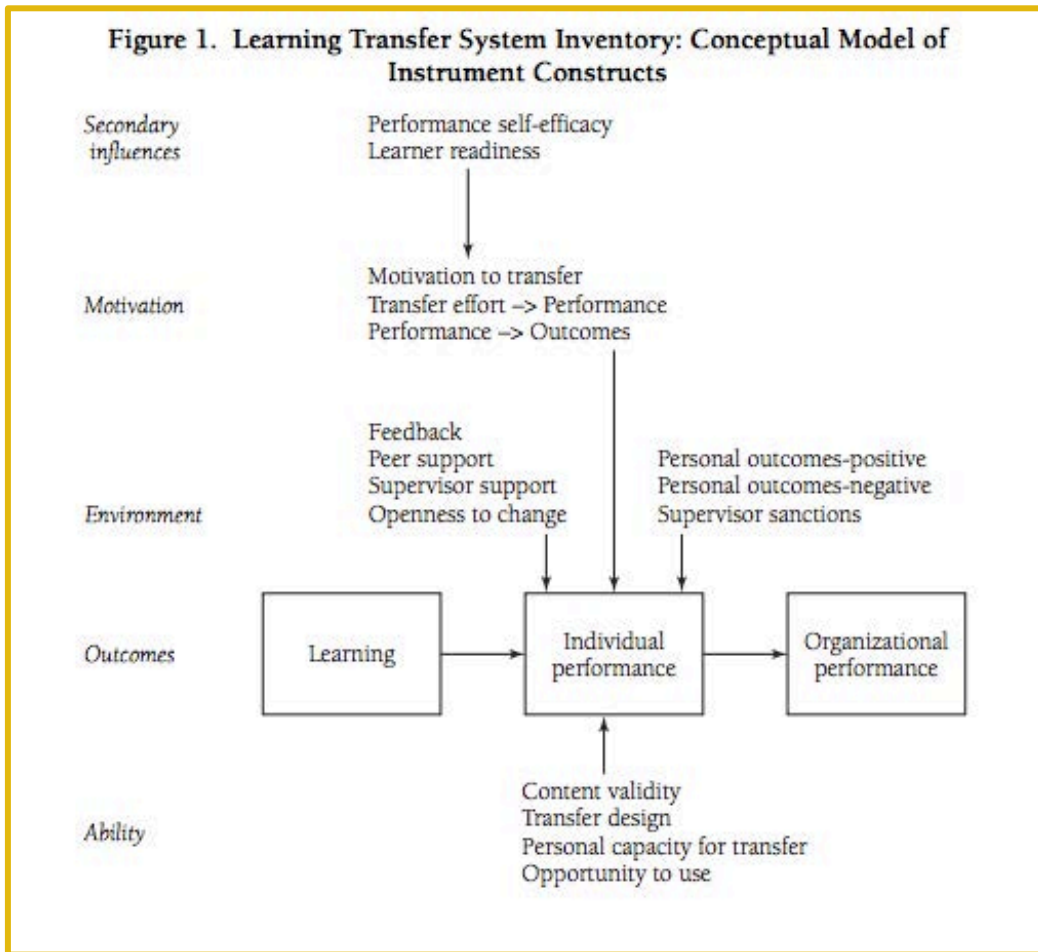 Figure 1. Learning Transfer System Inventory: Conceptual Model of
Instrument Constructs
Secondary
influences
Performance self-efficacy
Learner readiness
Motivation
Motivation to transfer
Transfer effort –> Performance
Performance –> Outcomes
Environment
Feedback
Peer support
Supervisor support
Openness to change
Personal outcomes-positive
Personal outcomes-negative
Supervisor sanctions
Outcomes
Learning
Individual
performance
Organizational
performance
Ability
Content validity
Transfer design
Personal capacity for transfer
Opportunity to use